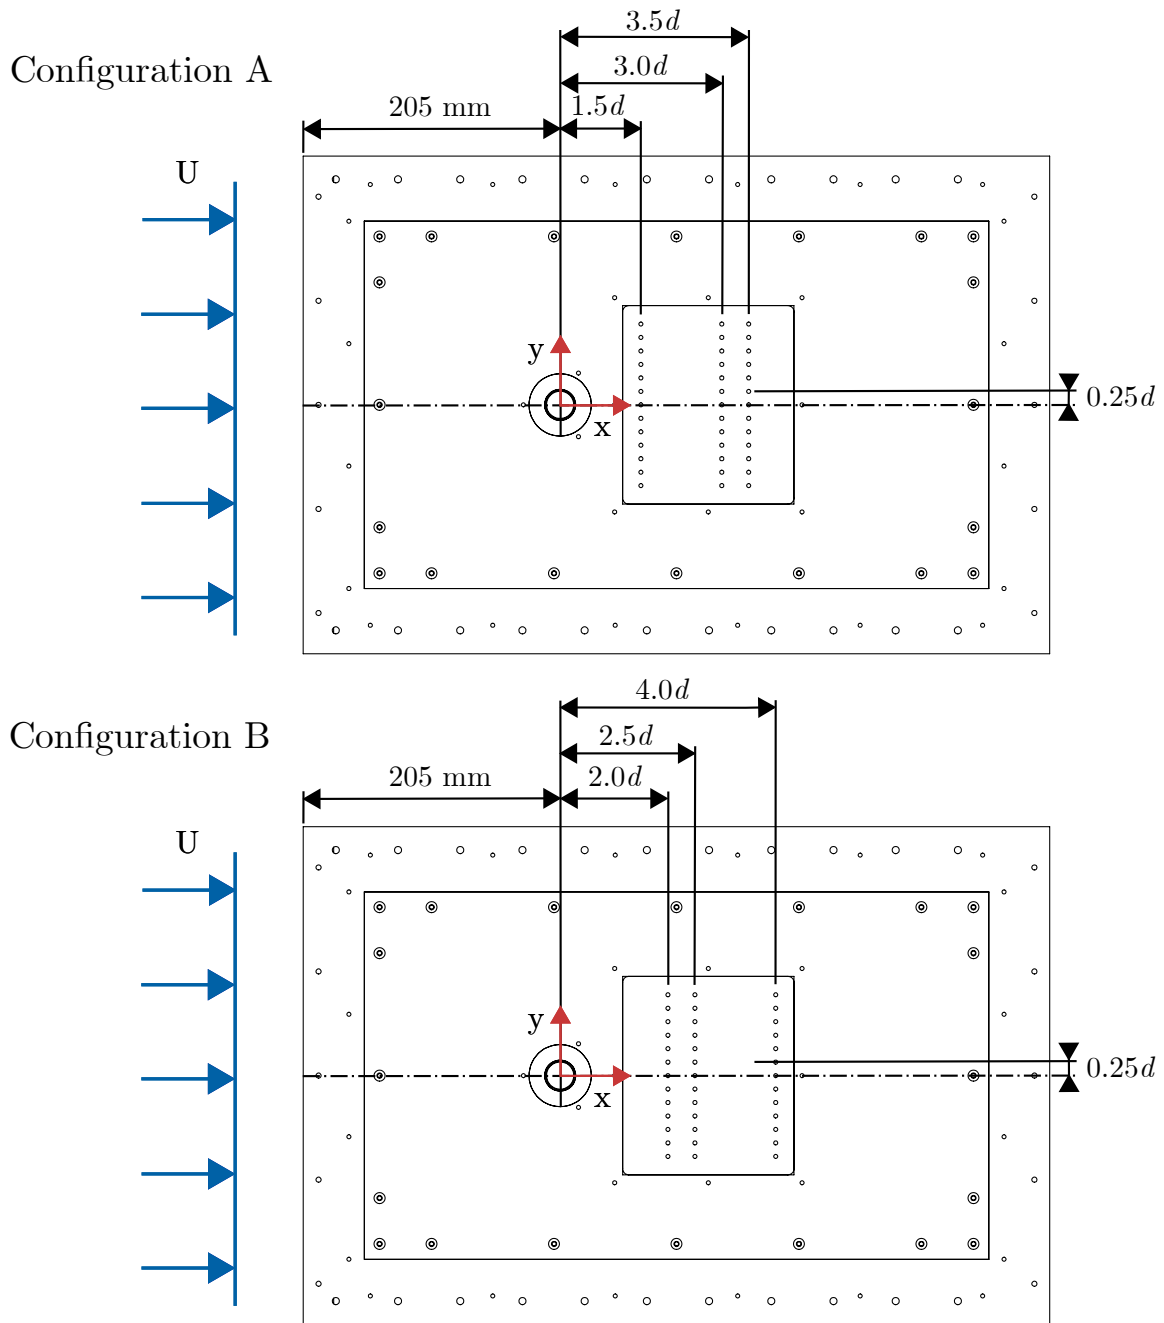 3.5d
Configuration A
3.0d
205 mm
1.5d
U
y
x
0.25d
4.0d
Configuration B
2.5d
205 mm
2.0d
U
y
x
0.25d